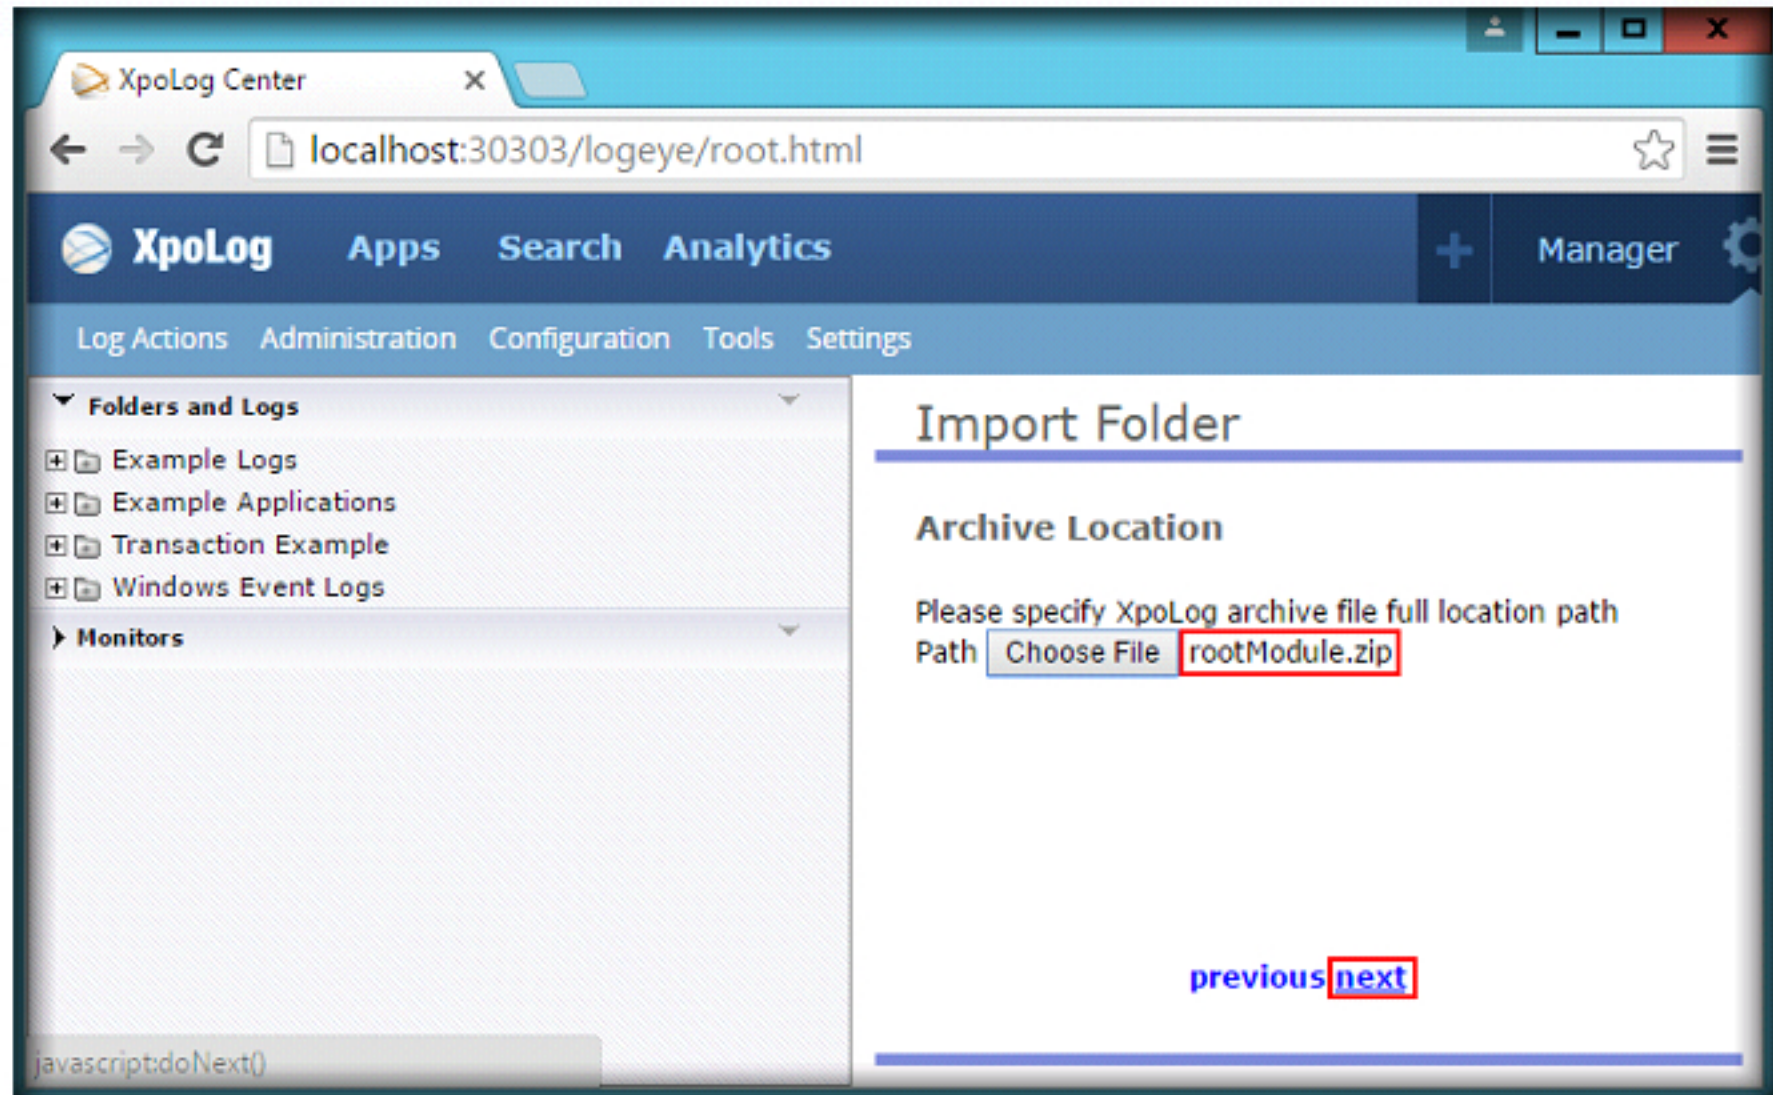 XpoLog Center
localhost:30303/logeye/root.html
XpoLog Apps Search Analytics + Manager
Log Actions Administration Configuration Tools Settings
Folders and Logs
Example Logs
Example Applications
Transaction Example
Windows Event Logs
Monitors
Import Folder
Archive Location
Please specify XpoLog archive file full location path
Path Choose File rootModule.zip
previous next
javascript:doNext()